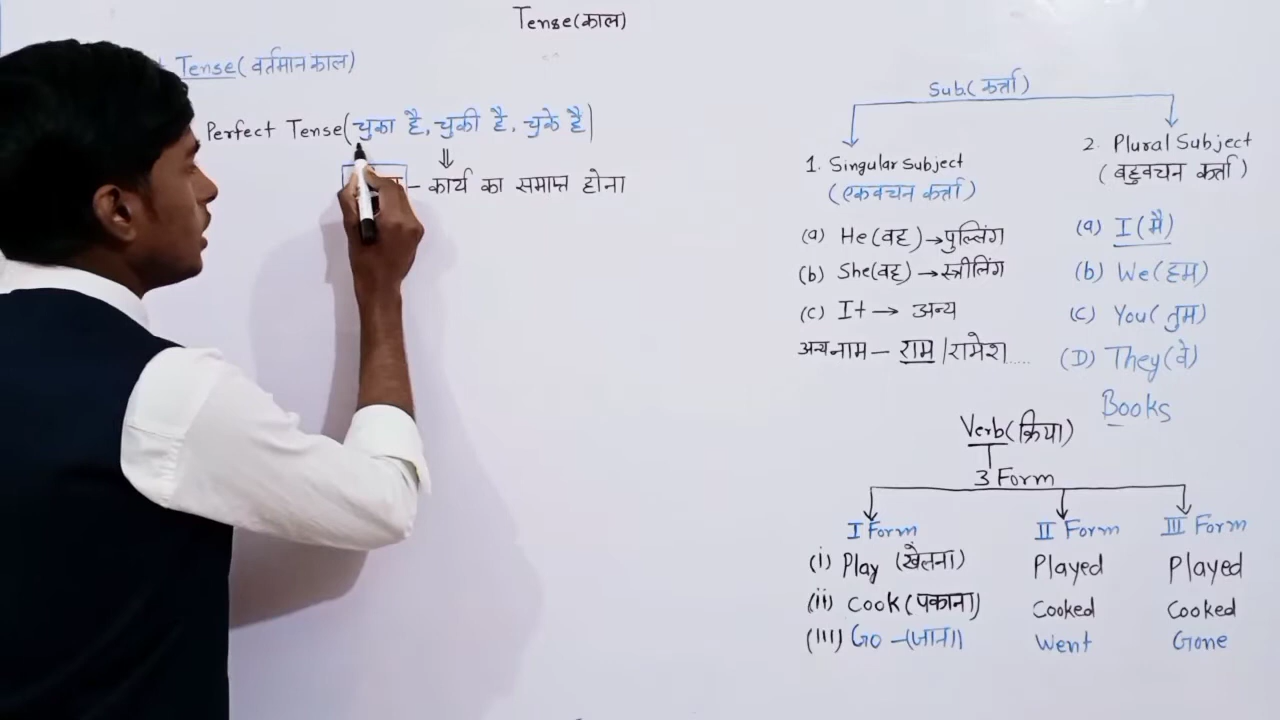 Tense(काल)
Tense(वर्तमान काल)
Perfect Tense(चुका है, चुकी है, चुके है)
⇓
- कार्य का समाप्त होना
Sub.(कर्त्ता)
1. Singular Subject
(एकवचन कर्त्ता)
(a) He(वह)→पुल्लिंग
(b) She(वह)→स्त्रीलिंग
(c) It → अन्य
अन्य नाम – राम/रामेश.....
2. Plural Subject
(बहुवचन कर्त्ता)
(a) I(मै)
(b) We(हम)
(c) You(तुम)
(D) They(वे)
Books
Verb(क्रिया)
3 Form
I Form II Form III Form
(i) Play (खेलना) Played Played
(ii) Cook(पकाना) Cooked Cooked
(III) Go -(जाना) Went Gone